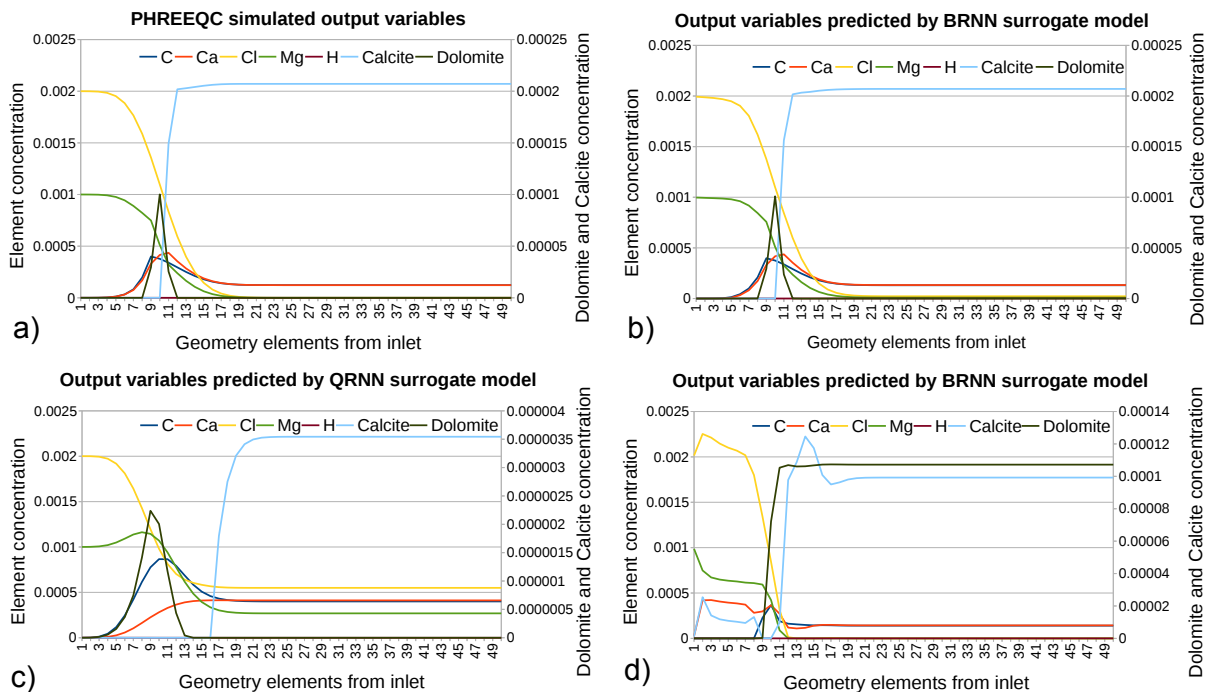 PHREEQC simulated output variables
C Ca Cl Mg H Calcite Dolomite
Element concentration
0.0025
0.002
0.0015
0.001
0.0005
0
0.00025
0.0002
0.00015
0.0001
0.00005
0
Dolomite and Calcite concentration
1 3 5 7 9 11 13 15 17 19 21 23 25 27 29 31 33 35 37 39 41 43 45 47 49
Geometry elements from inlet
a)
Output variables predicted by BRNN surrogate model
C Ca Cl Mg H Calcite Dolomite
Element concentration
0.0025
0.002
0.0015
0.001
0.0005
0
0.00025
0.0002
0.00015
0.0001
0.00005
0
Dolomite and Calcite concentration
1 3 5 7 9 11 13 15 17 19 21 23 25 27 29 31 33 35 37 39 41 43 45 47 49
Geometry elements from inlet
b)
Output variables predicted by QRNN surrogate model
C Ca Cl Mg H Calcite Dolomite
Element concentration
0.0025
0.002
0.0015
0.001
0.0005
0
0.000004
0.0000035
0.000003
0.0000025
0.000002
0.0000015
0.000001
0.0000005
0
Dolomite and Calcite concentration
1 3 5 7 9 11 13 15 17 19 21 23 25 27 29 31 33 35 37 39 41 43 45 47 49
Geometry elements from inlet
c)
Output variables predicted by BRNN surrogate model
C Ca Cl Mg H Calcite Dolomite
Element concentration
0.0025
0.002
0.0015
0.001
0.0005
0
0.00014
0.00012
0.0001
0.00008
0.00006
0.00004
0.00002
0
Dolomite and Calcite concentration
1 3 5 7 9 11 13 15 17 19 21 23 25 27 29 31 33 35 37 39 41 43 45 47 49
Geometry elements from inlet
d)